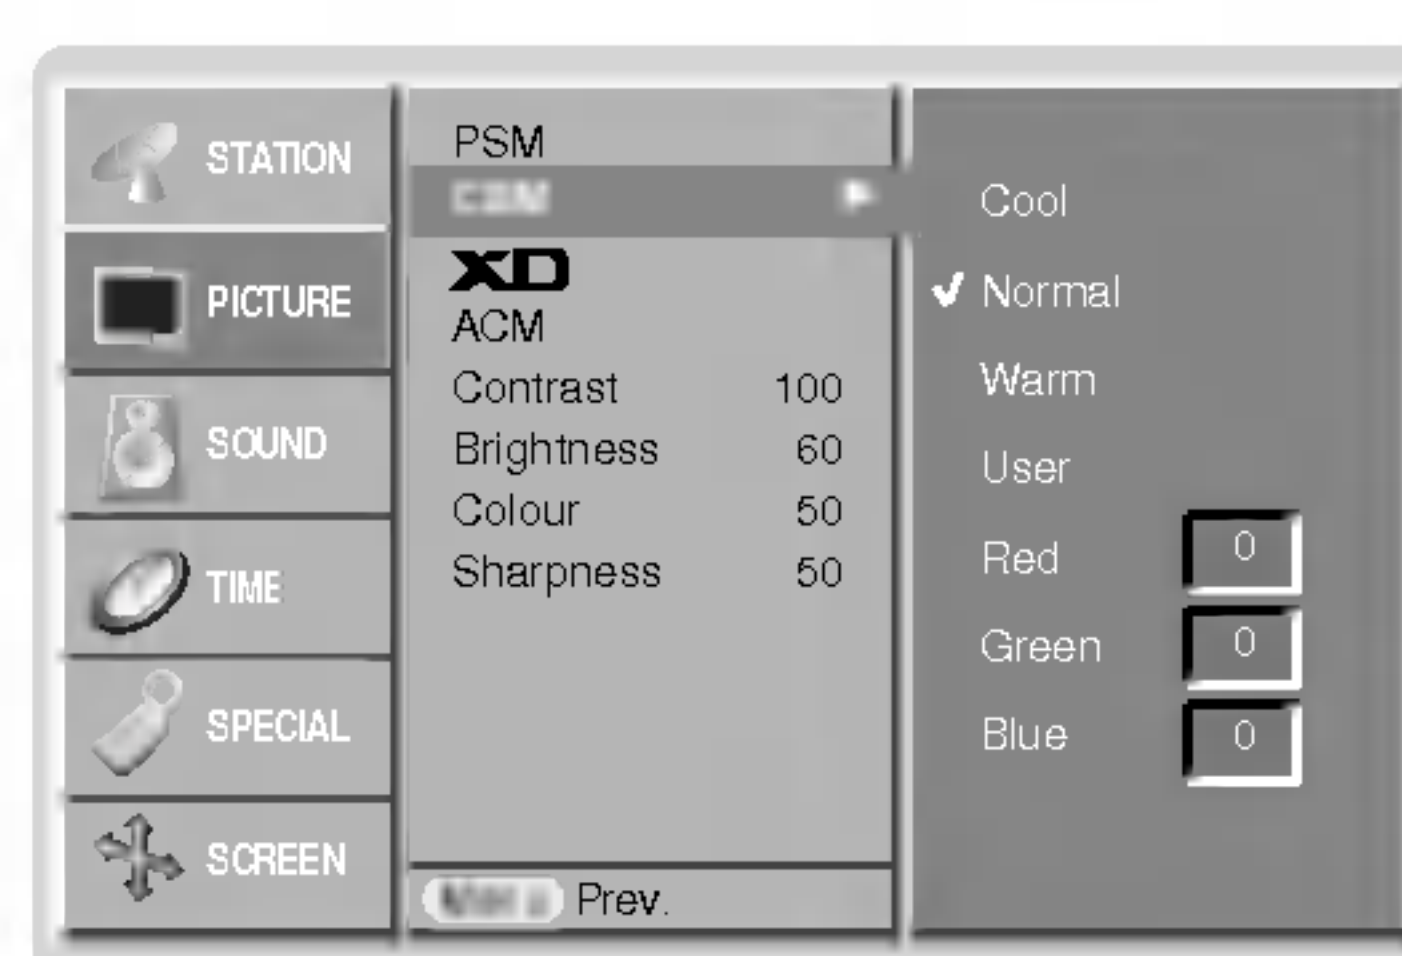 STATION
PICTURE
SOUND
TIME
SPECIAL
SCREEN
PSM
XD
ACM
Contrast 100
Brightness 60
Colour 50
Sharpness 50
Prev.
Cool
Normal
Warm
User
Red 0
Green 0
Blue 0